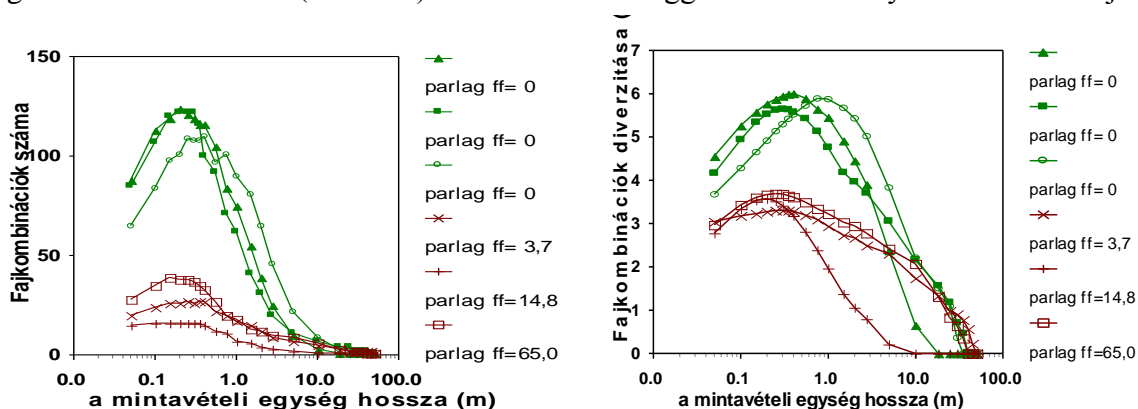 150
100
50
0
0.0
0.1
1.0
10.0
100.0
Fajkombinációk száma
a mintavételi egység hossza (m)
parlag ff= 0
parlag ff= 0
parlag ff= 0
parlag ff= 3,7
parlag ff=14,8
parlag ff=65,0
7
6
5
4
3
2
1
0
0.0
0.1
1.0
10.0
100.0
Fajkombinációk diverzitása (
a mintavételi egység hossza (m)
parlag ff= 0
parlag ff= 0
parlag ff= 0
parlag ff= 3,7
parlag ff=14,8
parlag ff=65,0